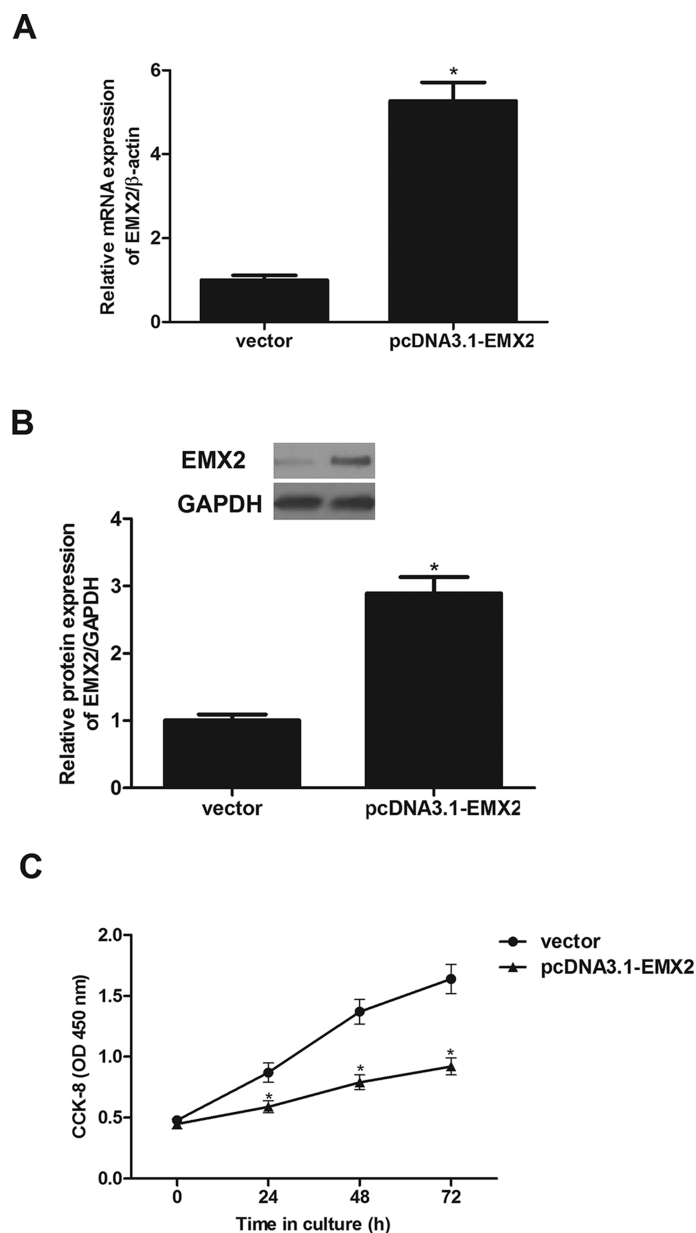 A
Relative mRNA expression
of EMX2/β-actin
6
4
2
0
*
vector
pcDNA3.1-EMX2
B
EMX2
GAPDH
Relative protein expression
of EMX2/GAPDH
4
3
2
1
0
*
vector
pcDNA3.1-EMX2
C
CCK-8 (OD 450 nm)
2.0
1.5
1.0
0.5
0.0
*
*
*
vector
pcDNA3.1-EMX2
0 24 48 72
Time in culture (h)